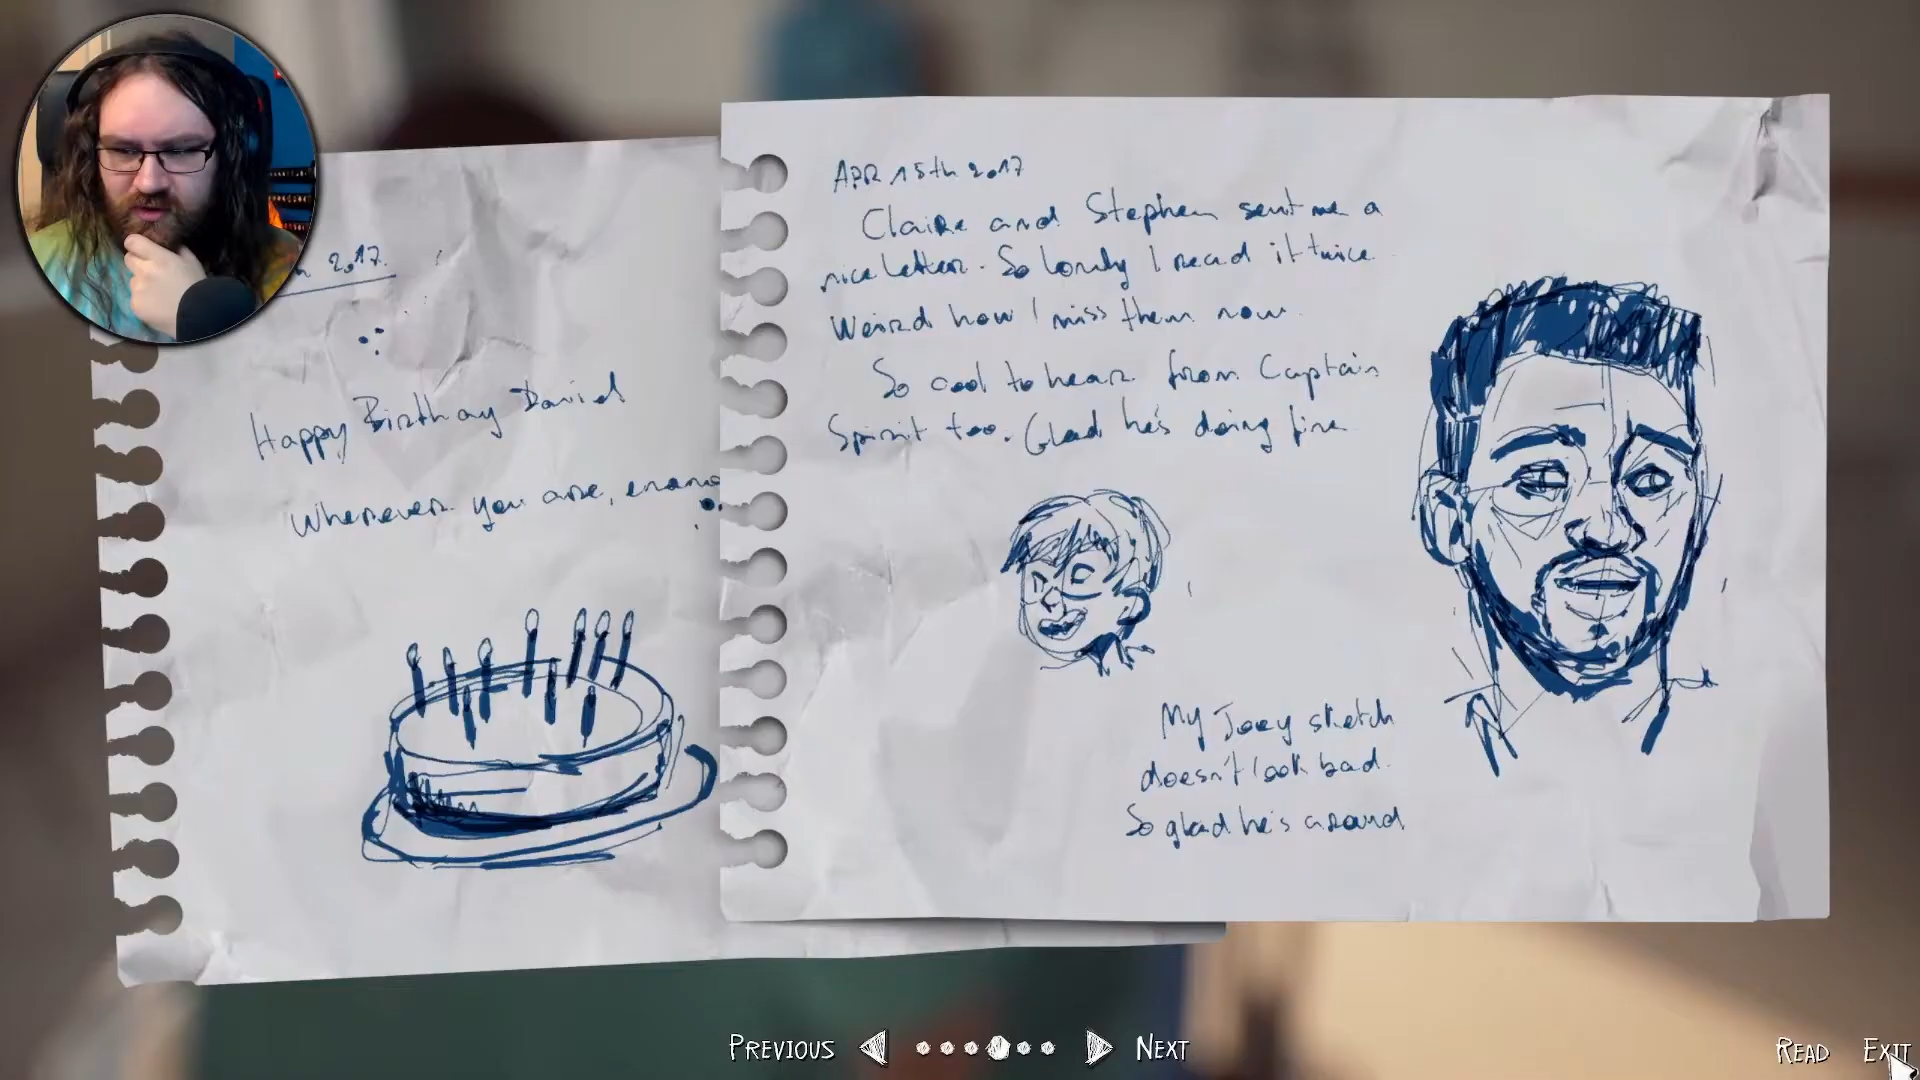 2017.
Happy Birthday David
Wherever you are, enano
APR 15th 2017
Claire and Stephen sent me a
nice letter. So lonely I read it twice
Weird how I miss them now.
So cool to hear from Captain
Spirit too. Glad he's doing fine
My Joey sketch
doesn't look bad.
So glad he's around
PREVIOUS NEXT
READ EXIT